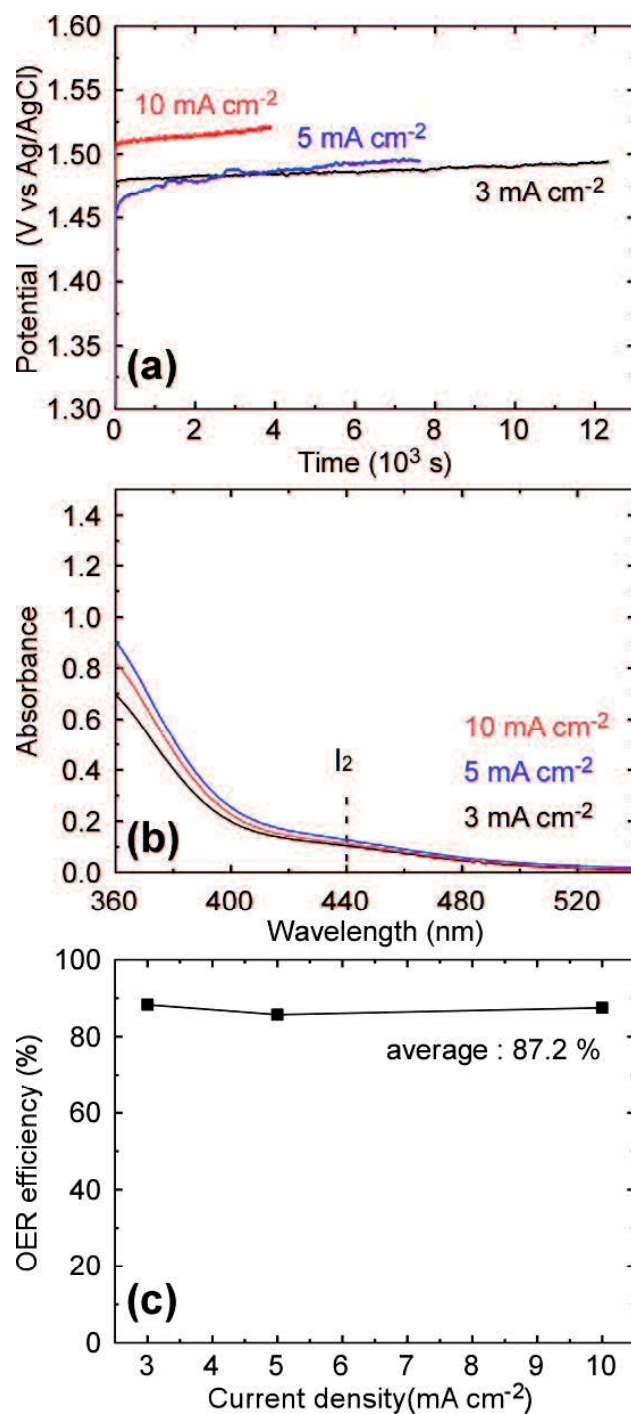 1.60
1.55
1.50
1.45
1.40
1.35
1.30
Potential (V vs Ag/AgCl)
10 mA cm-2
5 mA cm-2
3 mA cm-2
(a)
0 2 4 6 8 10 12
Time (10³ s)
1.4
1.2
1.0
0.8
0.6
0.4
0.2
0.0
Absorbance
I2
10 mA cm-2
5 mA cm-2
3 mA cm-2
(b)
360 400 440 480 520
Wavelength (nm)
100
80
60
40
20
0
OER efficiency (%)
average : 87.2 %
(c)
3 4 5 6 7 8 9 10
Current density(mA cm-2)